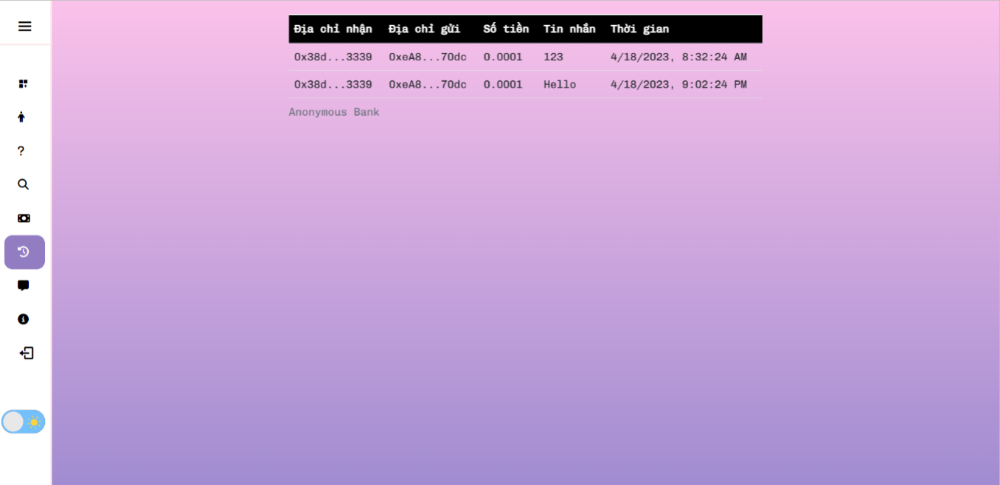 Địa chỉ nhận Địa chỉ gửi Số tiền Tin nhắn Thời gian
0x38d...3339 0xeA8...70dc 0.0001 123 4/18/2023, 8:32:24 AM
0x38d...3339 0xeA8...70dc 0.0001 Hello 4/18/2023, 9:02:24 PM
Anonymous Bank